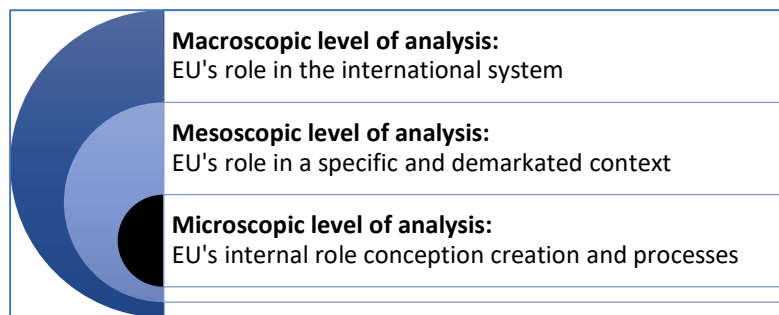 Macroscopic level of analysis:
EU's role in the international system
Mesoscopic level of analysis:
EU's role in a specific and demarkated context
Microscopic level of analysis:
EU's internal role conception creation and processes